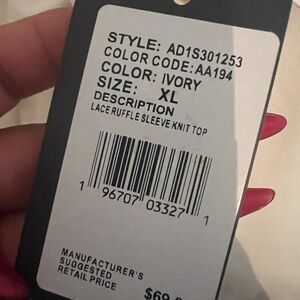 STYLE: AD1S301253
COLOR CODE: AA194
COLOR: IVORY
SIZE: XL
DESCRIPTION
LACE RUFFLE SLEEVE KNIT TOP
1 96707 03327 1
MANUFACTURER'S
SUGGESTED
RETAIL PRICE